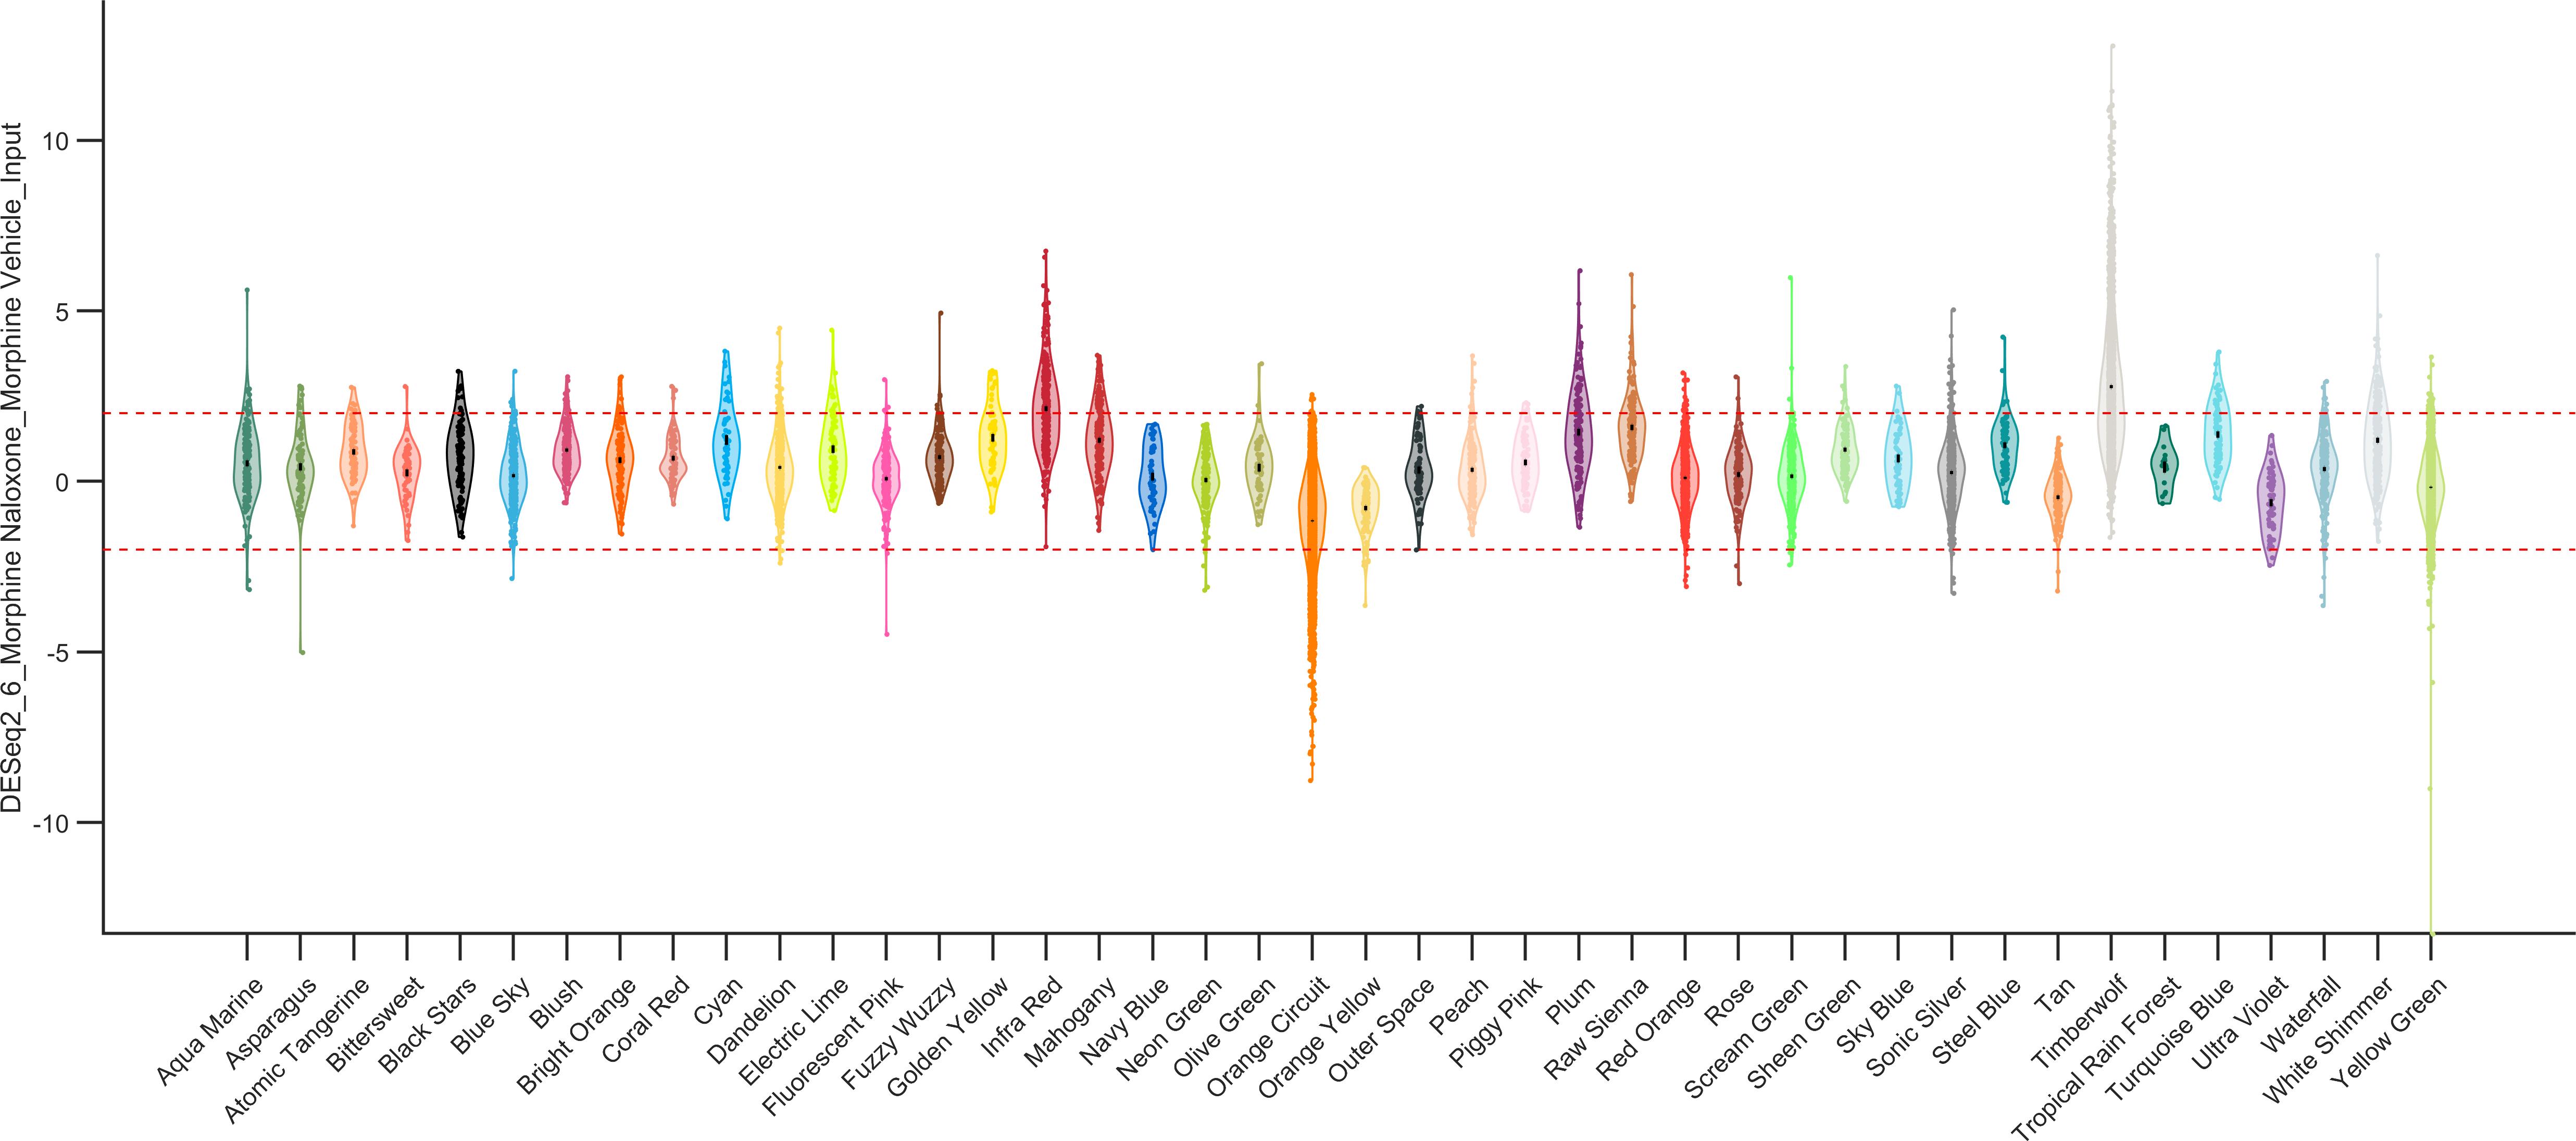 DESeq2_6_Morphine Naloxone_Morphine Vehicle_Input
10
5
0
-5
-10
Aqua Marine
Asparagus
Atomic Tangerine
Bittersweet
Black Stars
Blue Sky
Blush
Bright Orange
Coral Red
Cyan
Dandelion
Electric Lime
Fluorescent Pink
Fuzzy Wuzzy
Golden Yellow
Infra Red
Mahogany
Navy Blue
Neon Green
Olive Green
Orange Circuit
Orange Yellow
Outer Space
Peach
Piggy Pink
Plum
Raw Sienna
Red Orange
Rose
Scream Green
Sheen Green
Sky Blue
Sonic Silver
Steel Blue
Tan
Timberwolf
Tropical Rain Forest
Turquoise Blue
Ultra Violet
Waterfall
White Shimmer
Yellow Green